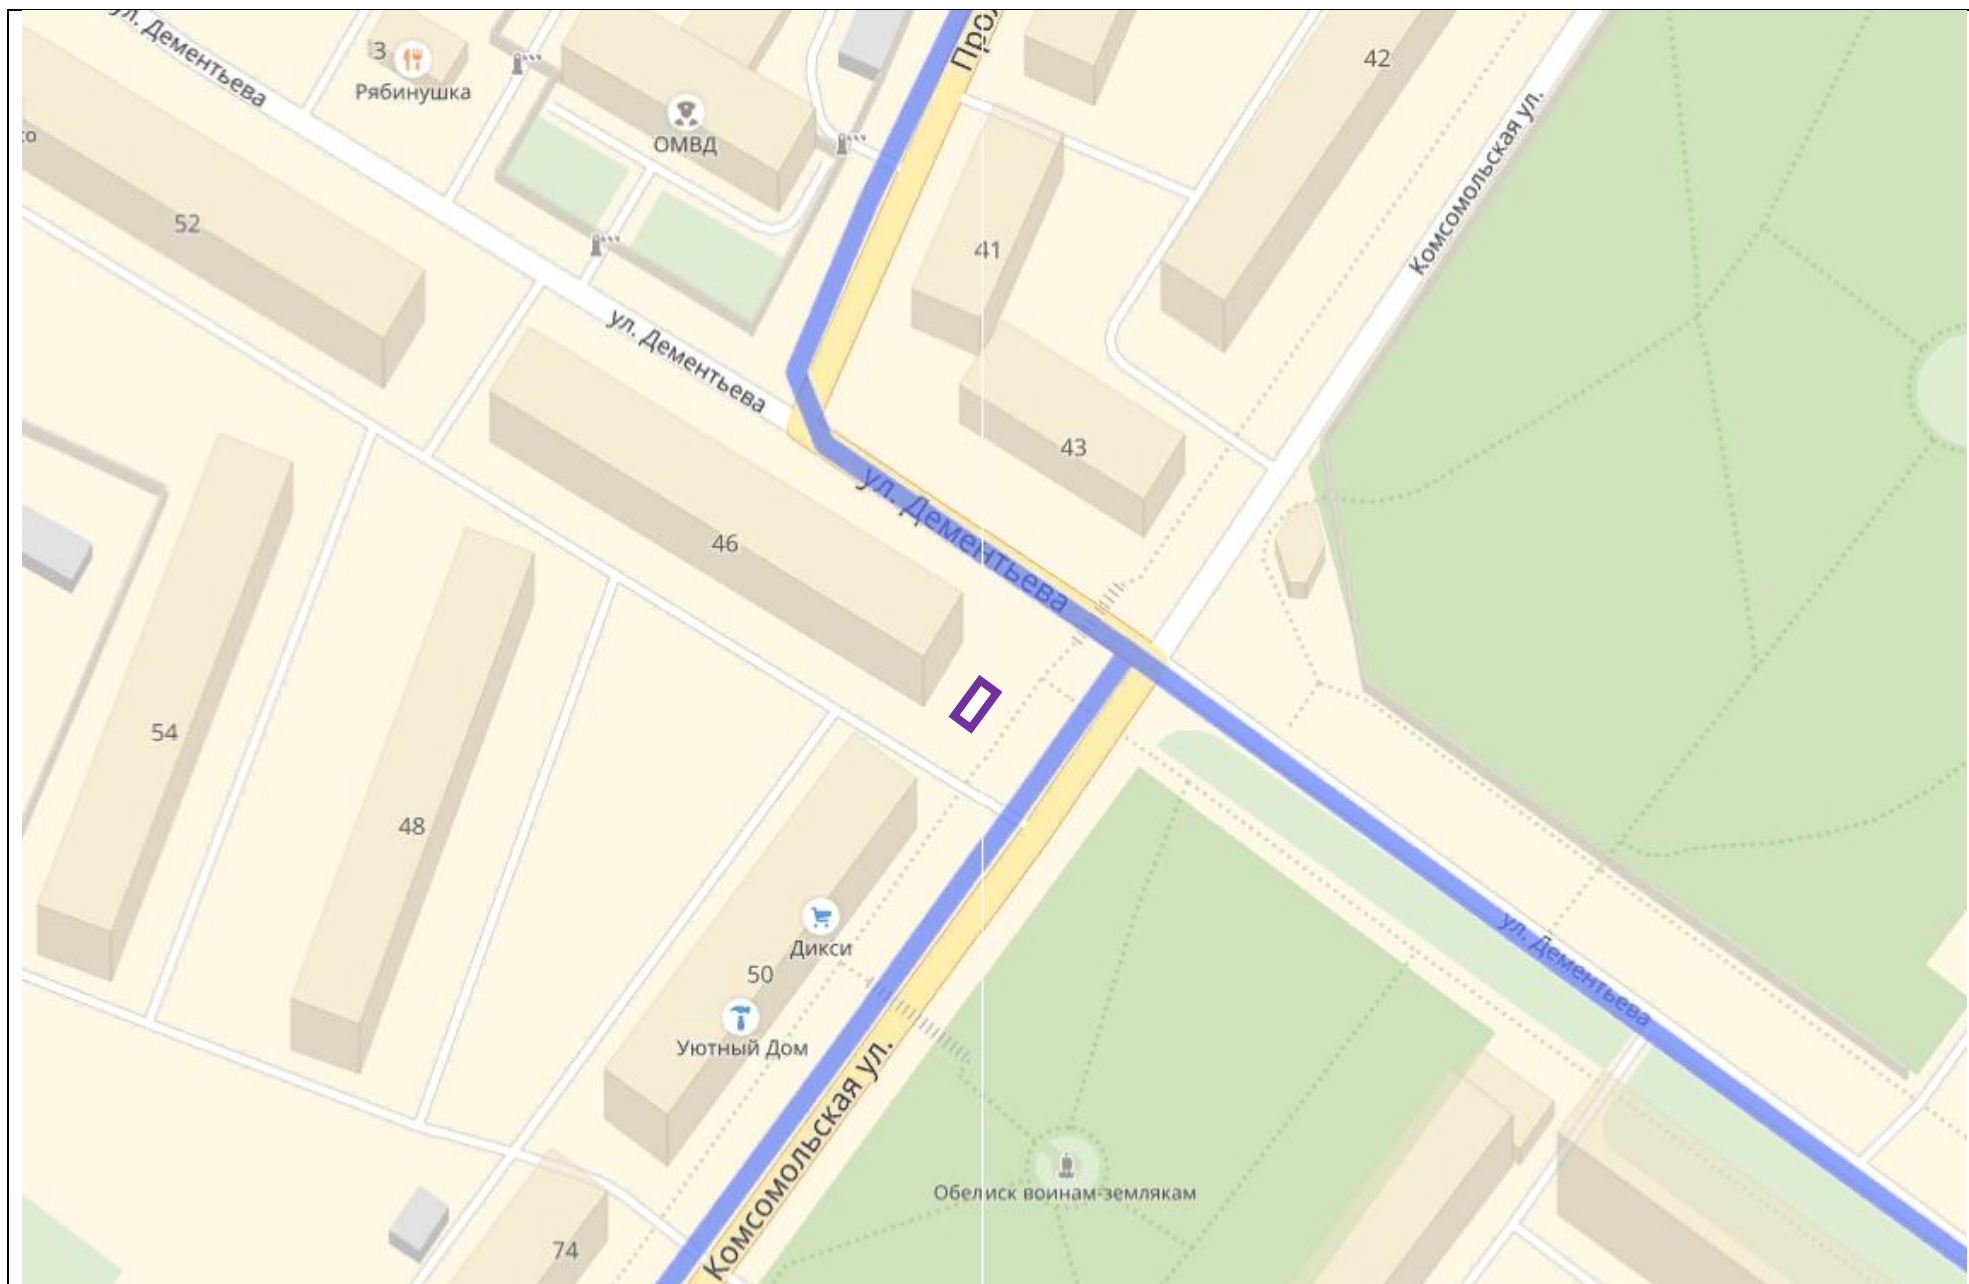 ул. Дементьева
3
Рябинушка
ОМВД
42
Комсомольская ул.
52
41
ул. Дементьева
43
ул. Дементьева
46
54
48
Дикси
50
Уютный Дом
ул. Дементьева
Комсомольская ул.
Обелиск воинам-землякам
74